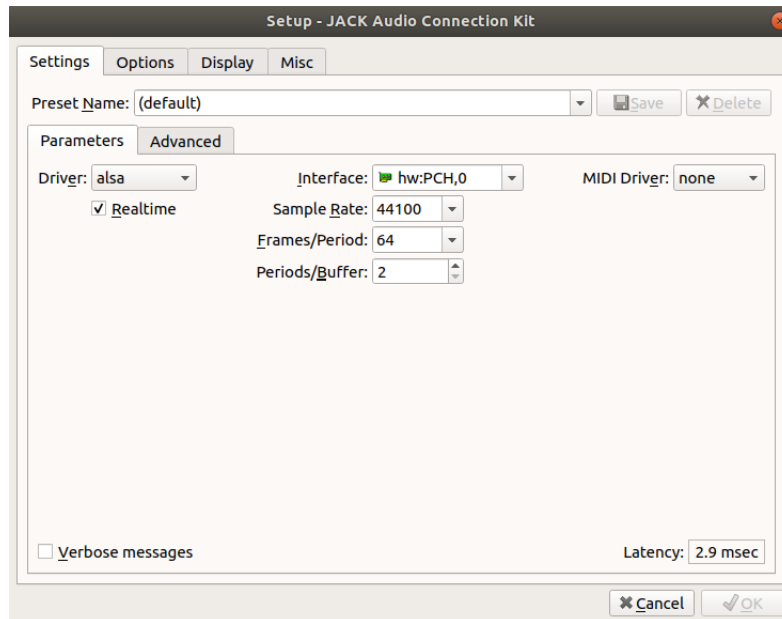 Setup - JACK Audio Connection Kit
Settings Options Display Misc
Preset Name: (default) Save Delete
Parameters Advanced
Driver: alsa Interface: hw:PCH,0 MIDI Driver: none
Realtime Sample Rate: 44100
Frames/Period: 64
Periods/Buffer: 2
Verbose messages Latency: 2.9 msec
Cancel OK